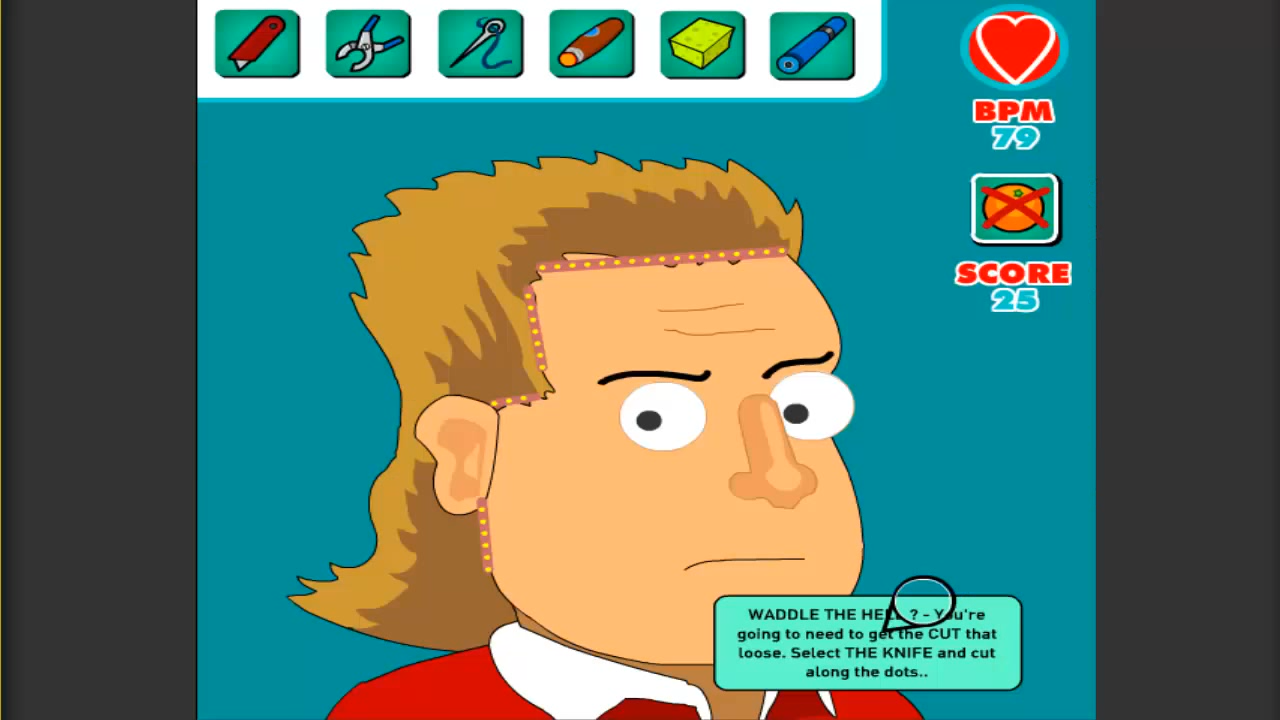 BPM
79
SCORE
25
WADDLE THE HELL ? - You're
going to need to get the CUT that
loose. Select THE KNIFE and cut
along the dots..